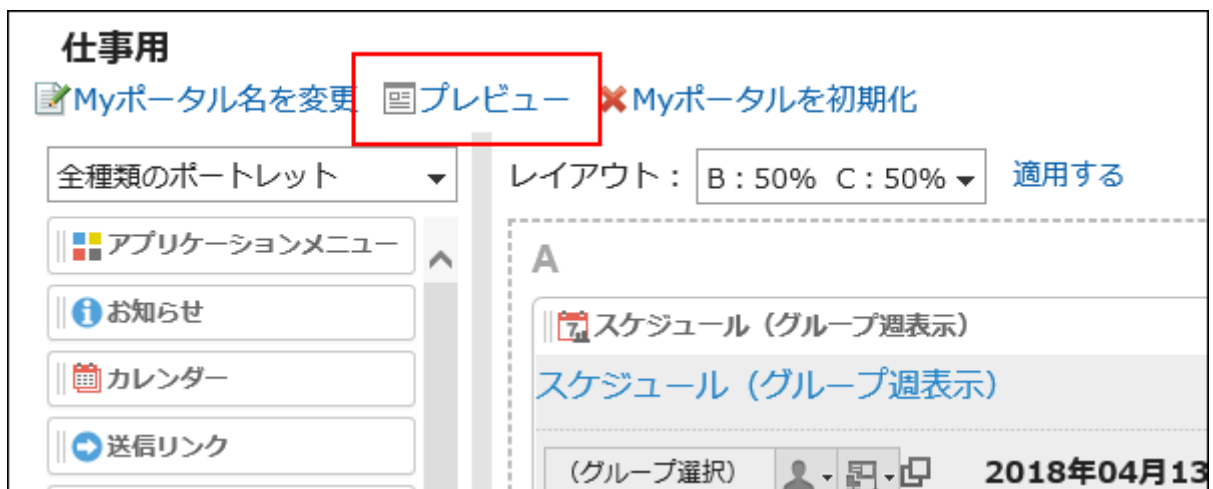 仕事用
Myポータル名を変更 プレビュー Myポータルを初期化
全種類のポートレット
レイアウト： B：50% C：50% 適用する
アプリケーションメニュー
お知らせ
カレンダー
送信リンク
A
スケジュール（グループ週表示）
スケジュール（グループ週表示）
（グループ選択） 2018年04月13